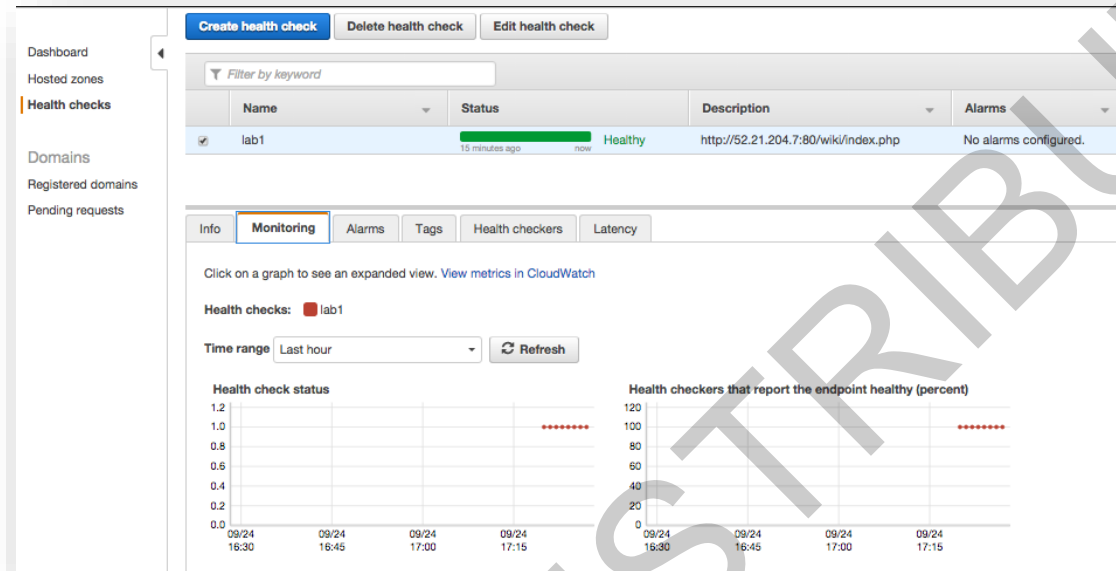 Create health check Delete health check Edit health check
Dashboard
Hosted zones
Health checks
Domains
Registered domains
Pending requests
Filter by keyword
Name Status Description Alarms
lab1 15 minutes ago now Healthy http://52.21.204.7:80/wiki/index.php No alarms configured.
Info Monitoring Alarms Tags Health checkers Latency
Click on a graph to see an expanded view. View metrics in CloudWatch
Health checks: lab1
Time range Last hour Refresh
Health check status
1.2
1.0
0.8
0.6
0.4
0.2
0.0
09/24 09/24 09/24 09/24
16:30 16:45 17:00 17:15
Health checkers that report the endpoint healthy (percent)
120
100
80
60
40
20
0
09/24 09/24 09/24 09/24
16:30 16:45 17:00 17:15
STRIBU